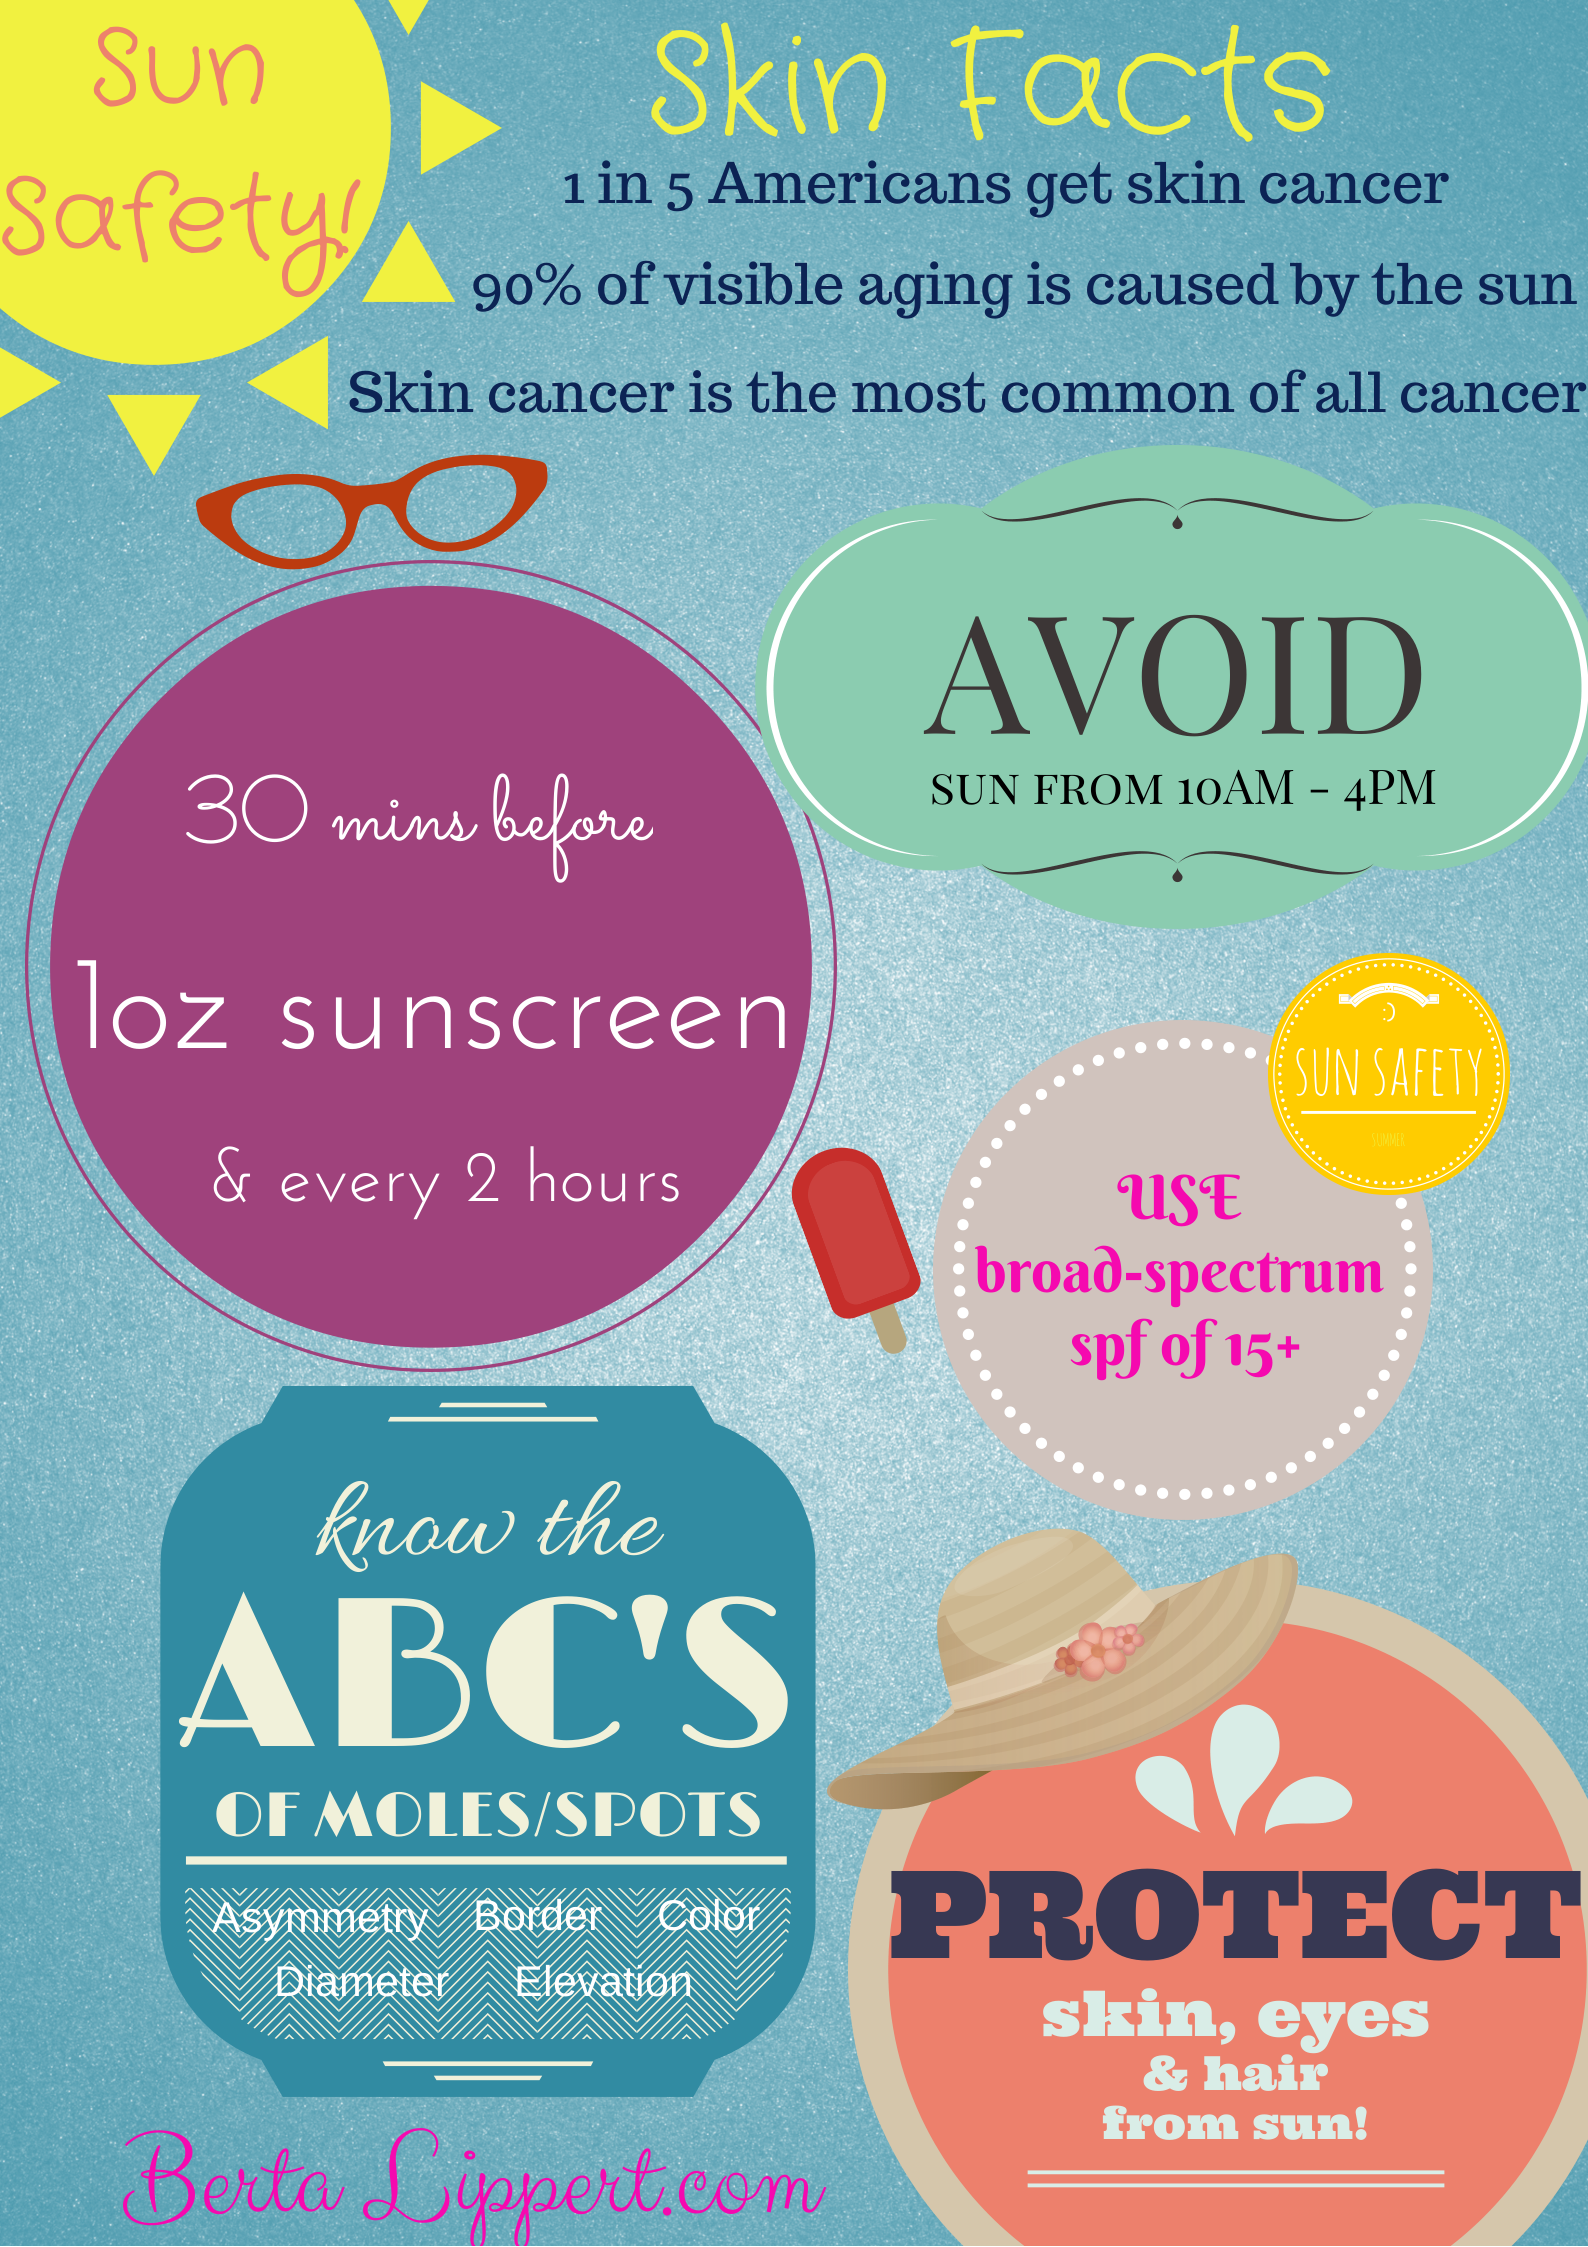 Sun
Safety!
Skin Facts
1 in 5 Americans get skin cancer
90% of visible aging is caused by the sun
Skin cancer is the most common of all cancer
AVOID
SUN FROM 10AM - 4PM
30 mins before
1oz sunscreen
& every 2 hours
:)
SUN SAFETY
SUMMER
USE
broad-spectrum
spf of 15+
know the
ABC'S
OF MOLES/SPOTS
Asymmetry Border Color
Diameter Elevation
PROTECT
skin, eyes
& hair
from sun!
Berta Lippert.com